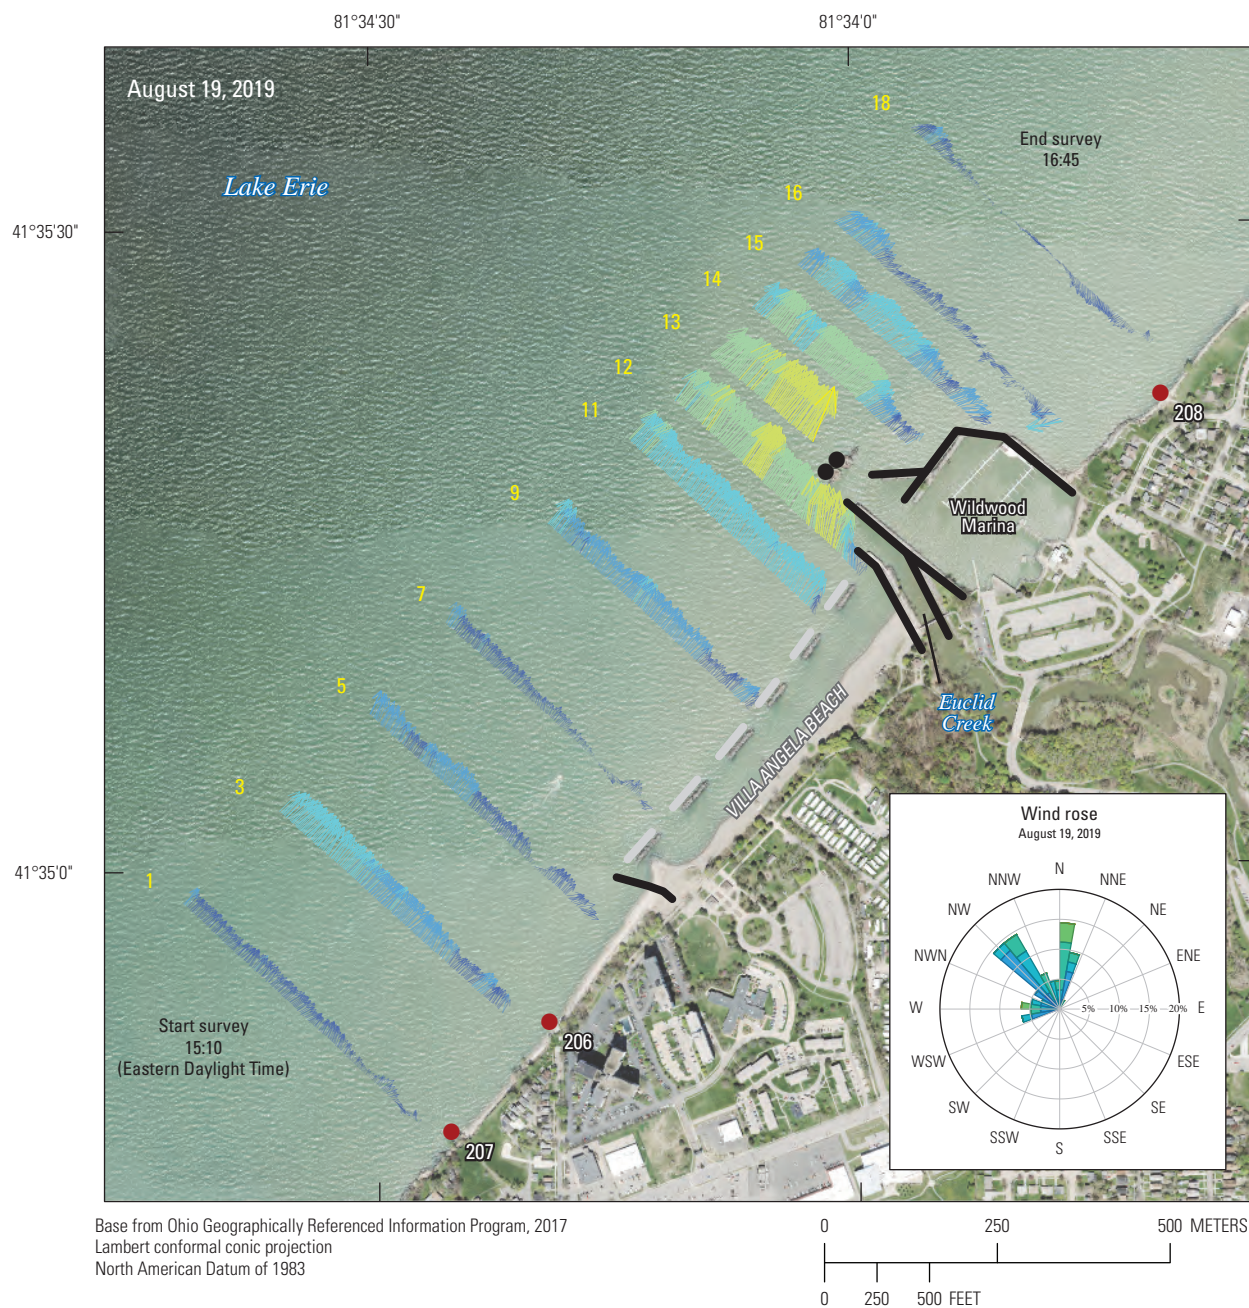 81°34'30"
81°34'0"
August 19, 2019
18
End survey
16:45
Lake Erie
16
41°35'30"
15
14
13
12
11
208
9
Wildwood
Marina
7
5
Euclid
Creek
VILLA ANGELA BEACH
3
Wind rose
August 19, 2019
N
NNW
NNE
NW
NE
NWN
ENE
W
5%
10%
15%
20%
E
WSW
ESE
SW
SE
SSW
SSE
S
41°35'0"
1
Start survey
15:10
(Eastern Daylight Time)
206
207
Base from Ohio Geographically Referenced Information Program, 2017
Lambert conformal conic projection
North American Datum of 1983
0 250 500 METERS
0 250 500 FEET